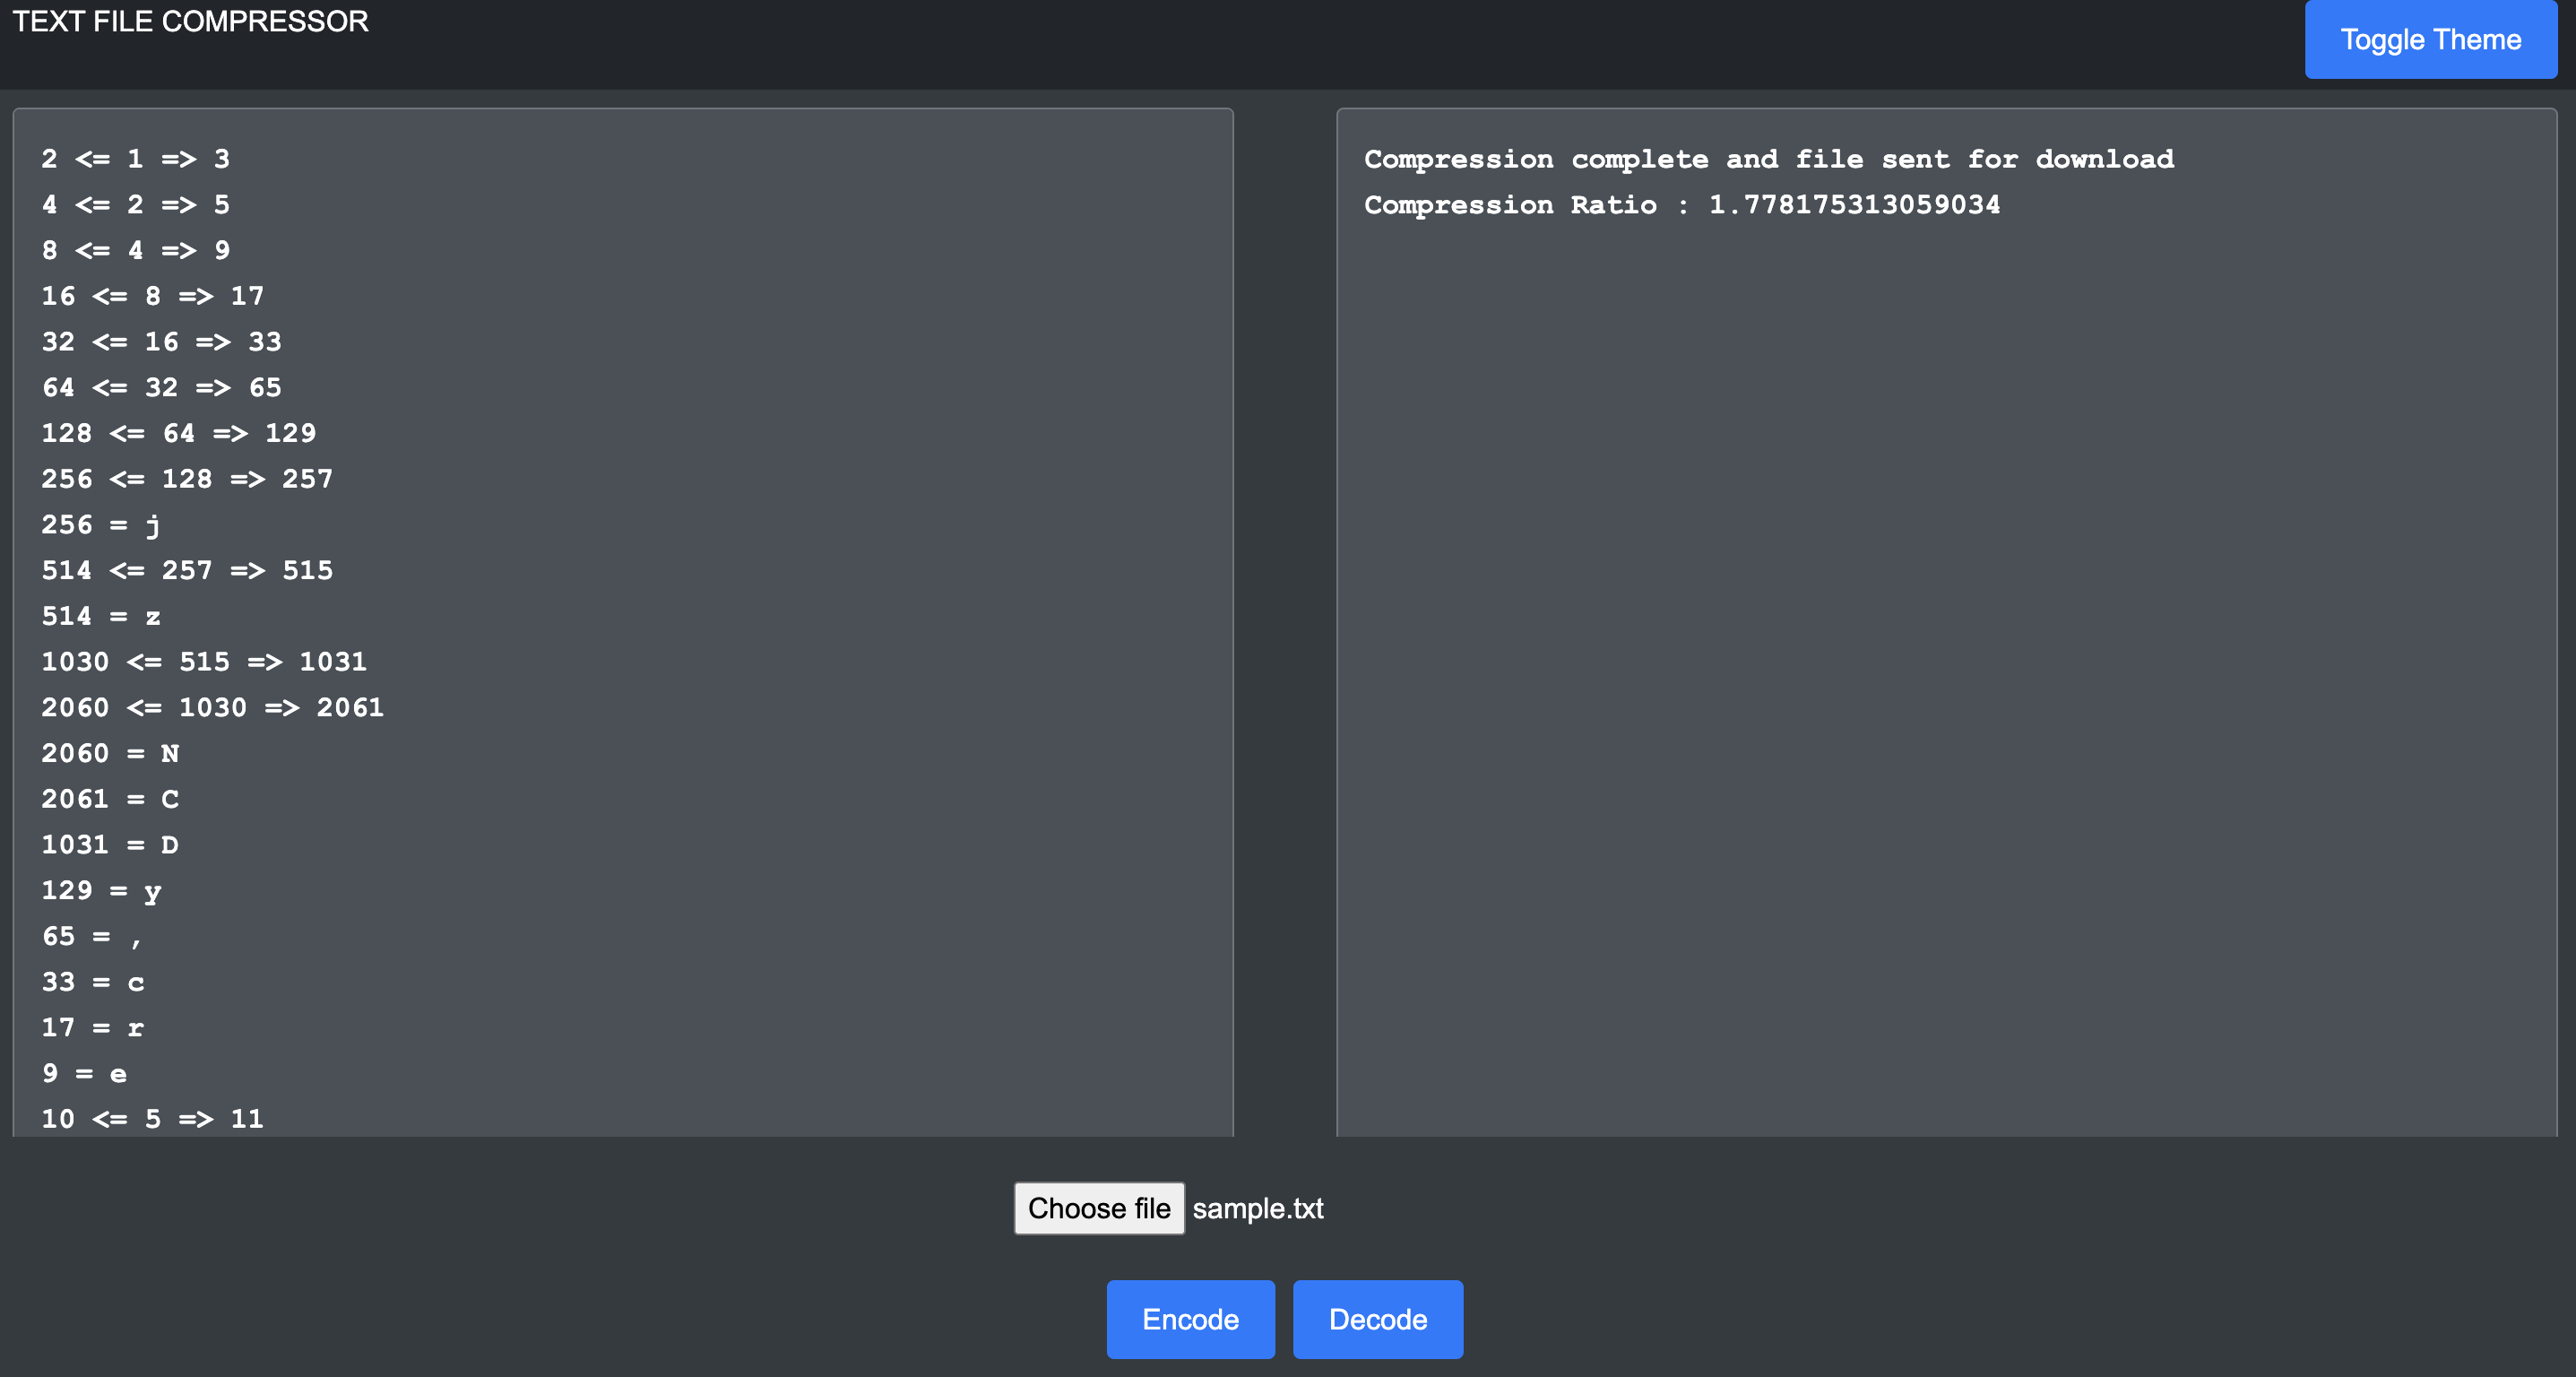 TEXT FILE COMPRESSOR
Toggle Theme
2 <= 1 => 3
4 <= 2 => 5
8 <= 4 => 9
16 <= 8 => 17
32 <= 16 => 33
64 <= 32 => 65
128 <= 64 => 129
256 <= 128 => 257
256 = j
514 <= 257 => 515
514 = z
1030 <= 515 => 1031
2060 <= 1030 => 2061
2060 = N
2061 = C
1031 = D
129 = y
65 = ,
33 = c
17 = r
9 = e
10 <= 5 => 11
Compression complete and file sent for download
Compression Ratio : 1.778175313059034
Choose file sample.txt
Encode Decode